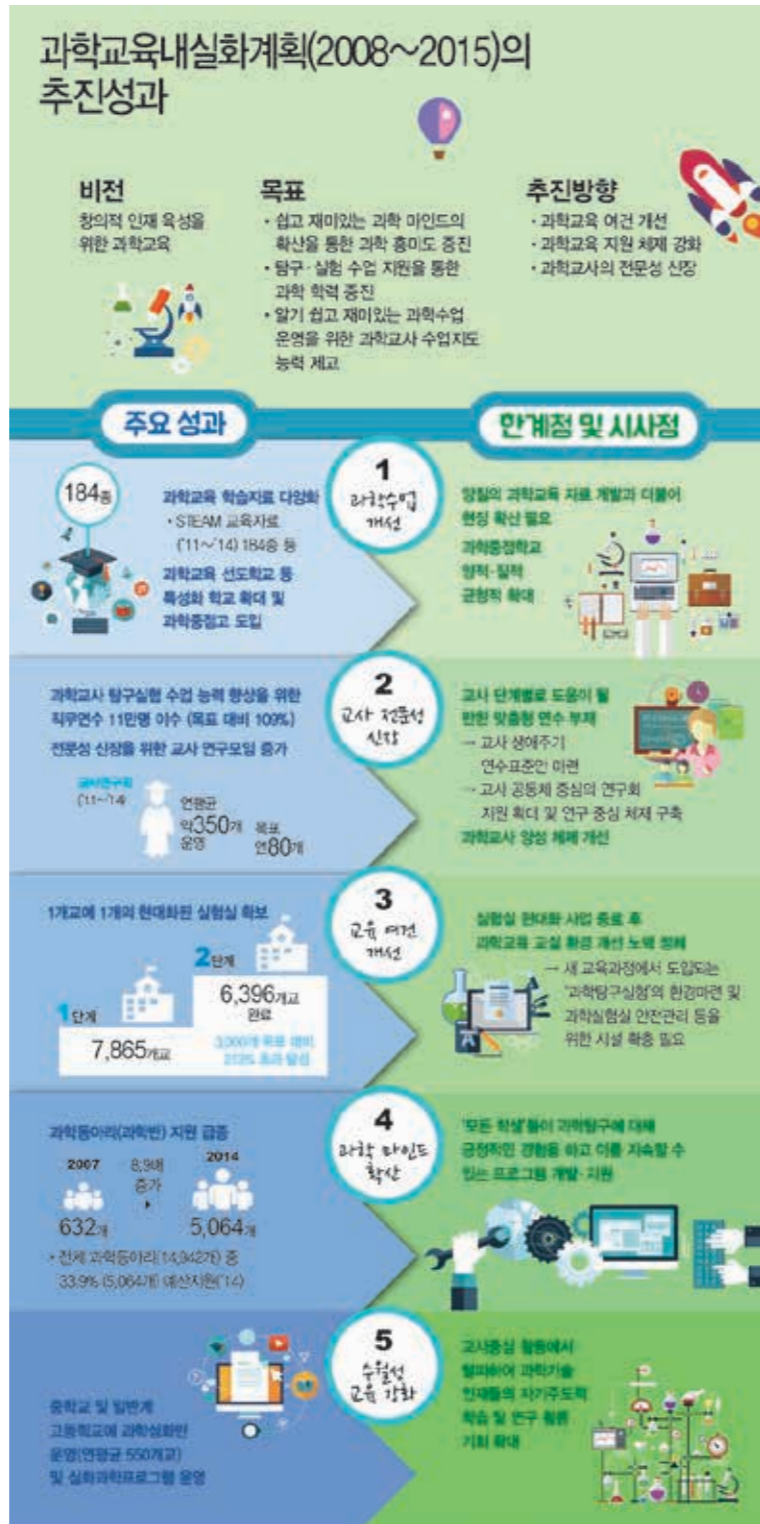 과학교육내실화계획(2008~2015)의
추진성과
비전
창의적 인재 육성을
위한 과학교육
목표
• 쉽고 재미있는 과학 마인드의
확산을 통한 과학 흥미도 증진
• 탐구·실험 수업 지원을 통한
과학 학력 증진
• 알기 쉽고 재미있는 과학수업
운영을 위한 과학교사 수업지도
능력 제고
추진방향
• 과학교육 여건 개선
• 과학교육 지원 체제 강화
• 과학교사의 전문성 신장
주요 성과
한계점 및 시사점
1
과학수업
개선
184종
과학교육 학습자료 다양화
• STEAM 교육자료
('11~'14) 184종 등
과학교육 선도학교 등
특성화 학교 확대 및
과학중점고 도입
양질의 과학교육 자료 개발과 더불어
현장 확산 필요
과학중점학교
양적·질적
균형적 확대
2
교사 전문성
신장
과학교사 탐구실험 수업 능력 향상을 위한
직무연수 11만명 이수 (목표 대비 109%)
전문성 신장을 위한 교사 연구모임 증가
교사연구회
('11~'14)
연평균
약350개
운영
목표
연80개
교사 단계별로 도움이 될
만한 맞춤형 연수 부재
→ 교사 생애주기
연수표준안 마련
→ 교사 공동체 중심의 연구회
지원 확대 및 연구 중심 체제 구축
과학교사 양성 체제 개선
3
교육 여건
개선
1개교에 1개의 현대화된 실험실 확보
1단계
7,865개교
2단계
6,396개교
완료
3,000개 목표 대비
213% 초과 달성
실험실 현대화 사업 종료 후
과학교육 교실 환경 개선 노력 정체
→ 새 교육과정에서 도입되는
'과학탐구실험'의 환경마련 및
과학실험실 안전관리 등을
위한 시설 확충 필요
4
과학 마인드
확산
과학동아리(과학반) 지원 급증
2007
632개
8.9배
증가
2014
5,064개
• 전체 과학동아리(14,942개) 중
33.9% (5,064개) 예산지원('14)
'모든 학생'들이 과학탐구에 대해
긍정적인 경험을 하고 이를 지속할 수
있는 프로그램 개발·지원
5
수월성
교육 강화
중학교 및 일반계
고등학교에 과학심화반
운영(연평균 550개교)
및 심화과학프로그램 운영
교사중심 활동에서
탈피하여 과학기술
인재들의 자기주도적
학습 및 연구 활동
기회 확대